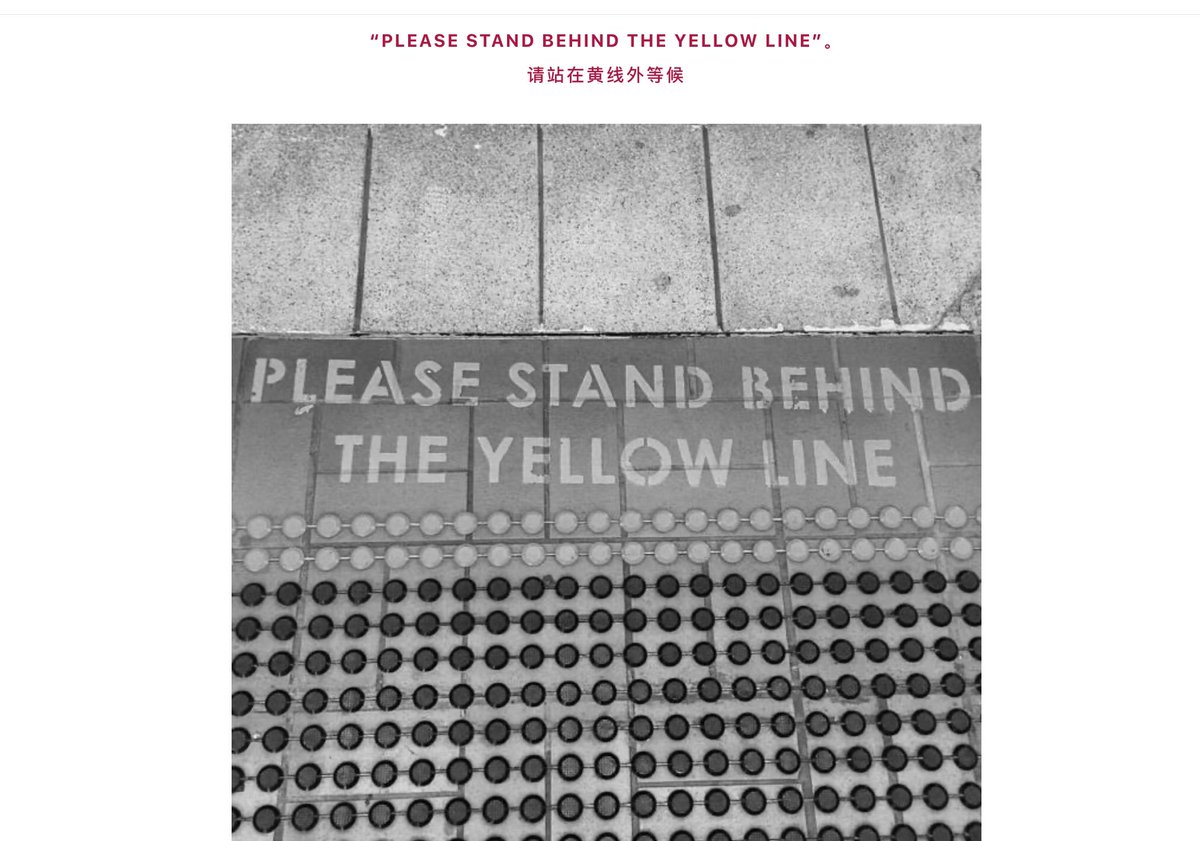 “PLEASE STAND BEHIND THE YELLOW LINE”。
请站在黄线外等候
PLEASE STAND BEHIND
THE YELLOW LINE